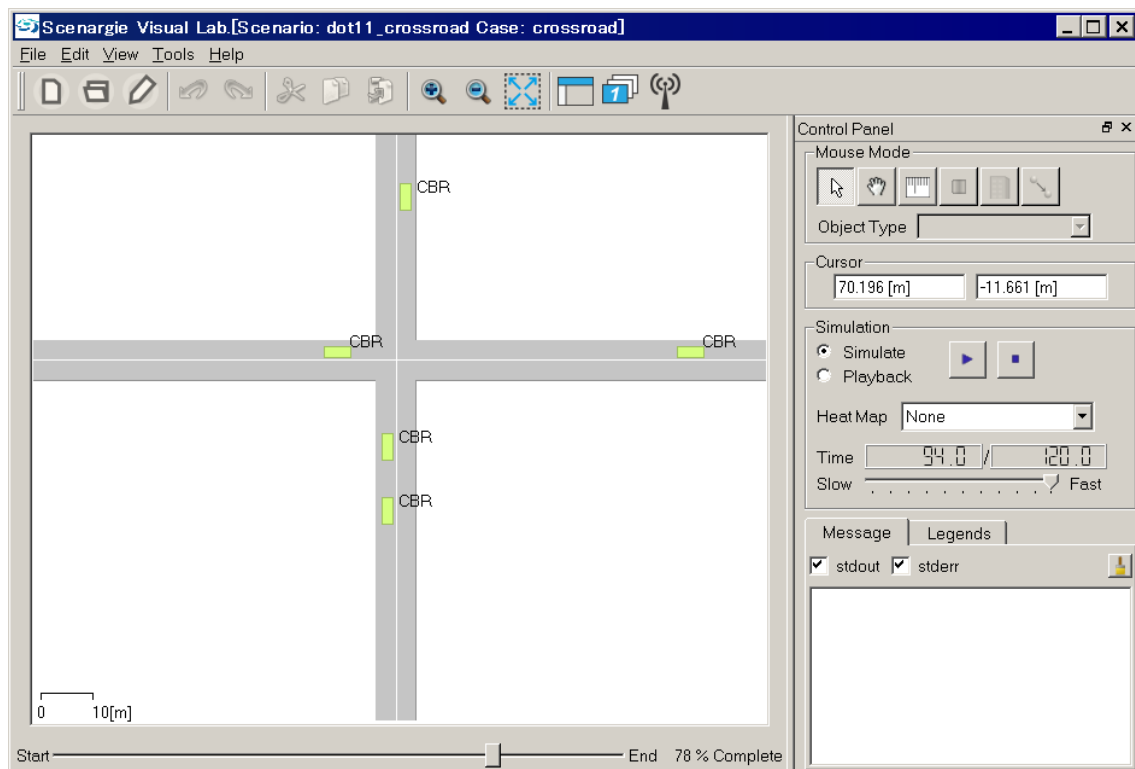 Scenargie Visual Lab.[Scenario: dot11_crossroad Case: crossroad]
File Edit View Tools Help
1
Control Panel
Mouse Mode
Object Type
Cursor
70.196 [m] -11.661 [m]
Simulation
Simulate
Playback
Heat Map None
Time 94.0 / 120.0
Slow Fast
Message Legends
stdout stderr
CBR
CBR CBR
CBR
CBR
0 10[m]
Start End 78 % Complete